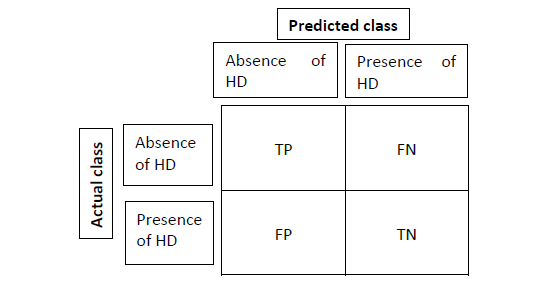 Predicted class
Absence of
HD
Presence of
HD
Actual class
Absence
of HD
TP
FN
Presence
of HD
FP
TN